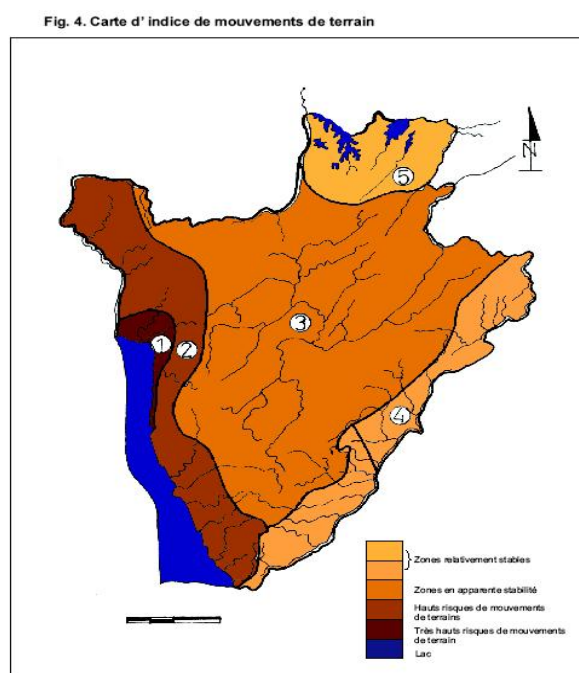 Fig. 4. Carte d' indice de mouvements de terrain
N
5
3
1
2
4
Zones relativement stables
Zones en apparente stabilité
Hauts risques de mouvements
de terrains
Très hauts risques de mouvements
de terrain
Lac